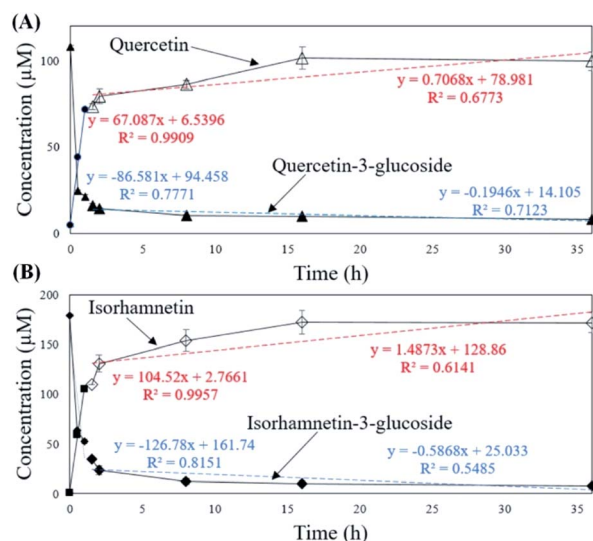 (A)
Concentration (µM)
100
50
0
Quercetin
y = 0.7068x + 78.981
R² = 0.6773
y = 67.087x + 6.5396
R² = 0.9909
Quercetin-3-glucoside
y = -86.581x + 94.458
R² = 0.7771
y = -0.1946x + 14.105
R² = 0.7123
0 5 10 15 20 25 30 35
Time (h)
(B)
Concentration (µM)
200
150
100
50
0
Isorhamnetin
y = 1.4873x + 128.86
R² = 0.6141
y = 104.52x + 2.7661
R² = 0.9957
Isorhamnetin-3-glucoside
y = -126.78x + 161.74
R² = 0.8151
y = -0.5868x + 25.033
R² = 0.5485
0 5 10 15 20 25 30 35
Time (h)